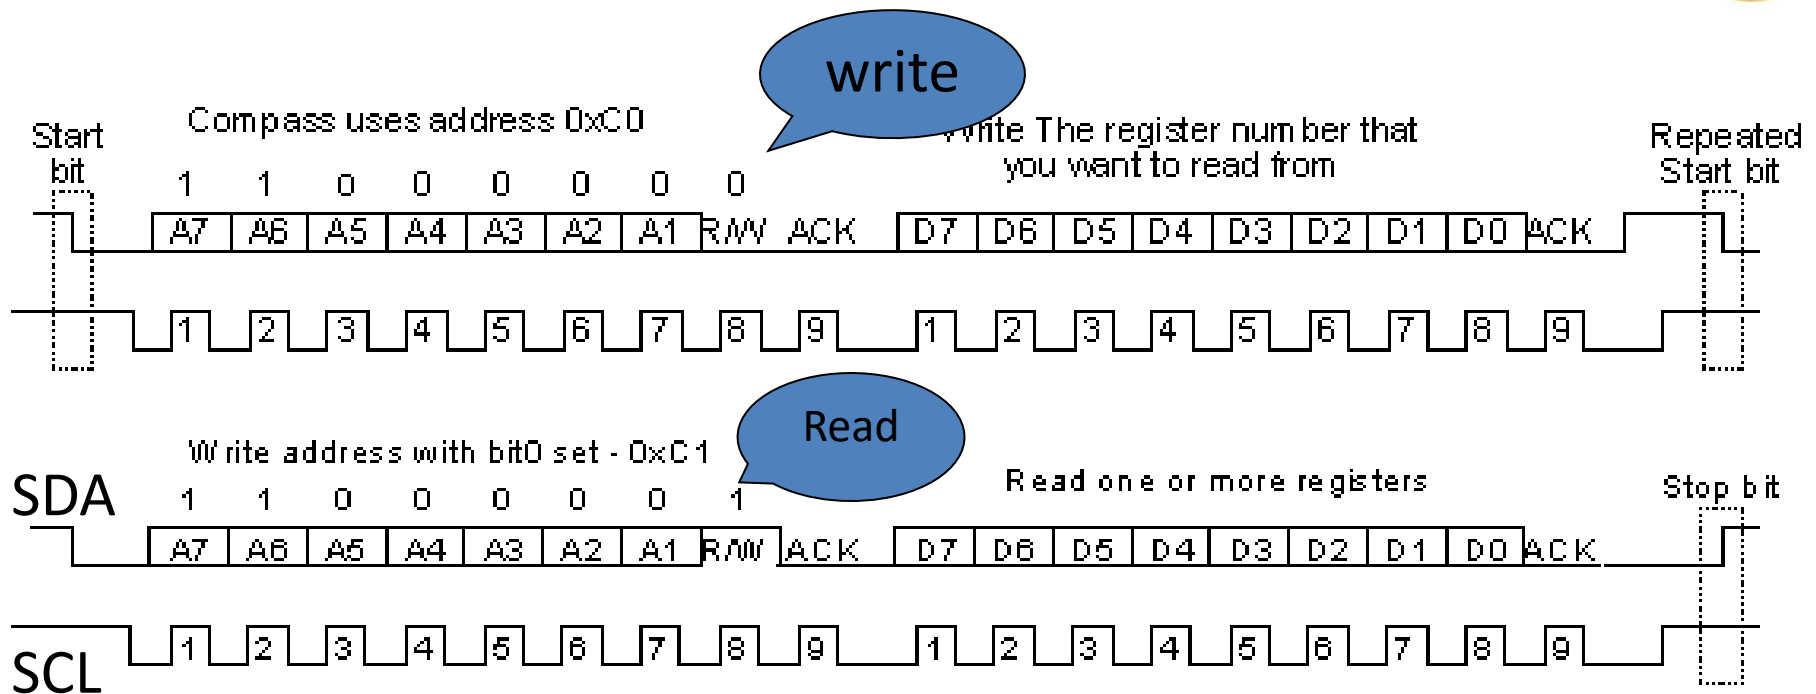 write
Compass uses address 0xC0
Start
bit
Write The register number that
you want to read from
Repeated
Start bit
1 1 0 0 0 0 0 0
A7 A6 A5 A4 A3 A2 A1 R/W ACK D7 D6 D5 D4 D3 D2 D1 D0 ACK
1 2 3 4 5 6 7 8 9 1 2 3 4 5 6 7 8 9
Read
Write address with bit0 set - 0xC1
Read one or more registers
Stop bit
SDA
1 1 0 0 0 0 0 1
A7 A6 A5 A4 A3 A2 A1 R/W ACK D7 D6 D5 D4 D3 D2 D1 D0 ACK
1 2 3 4 5 6 7 8 9 1 2 3 4 5 6 7 8 9
SCL